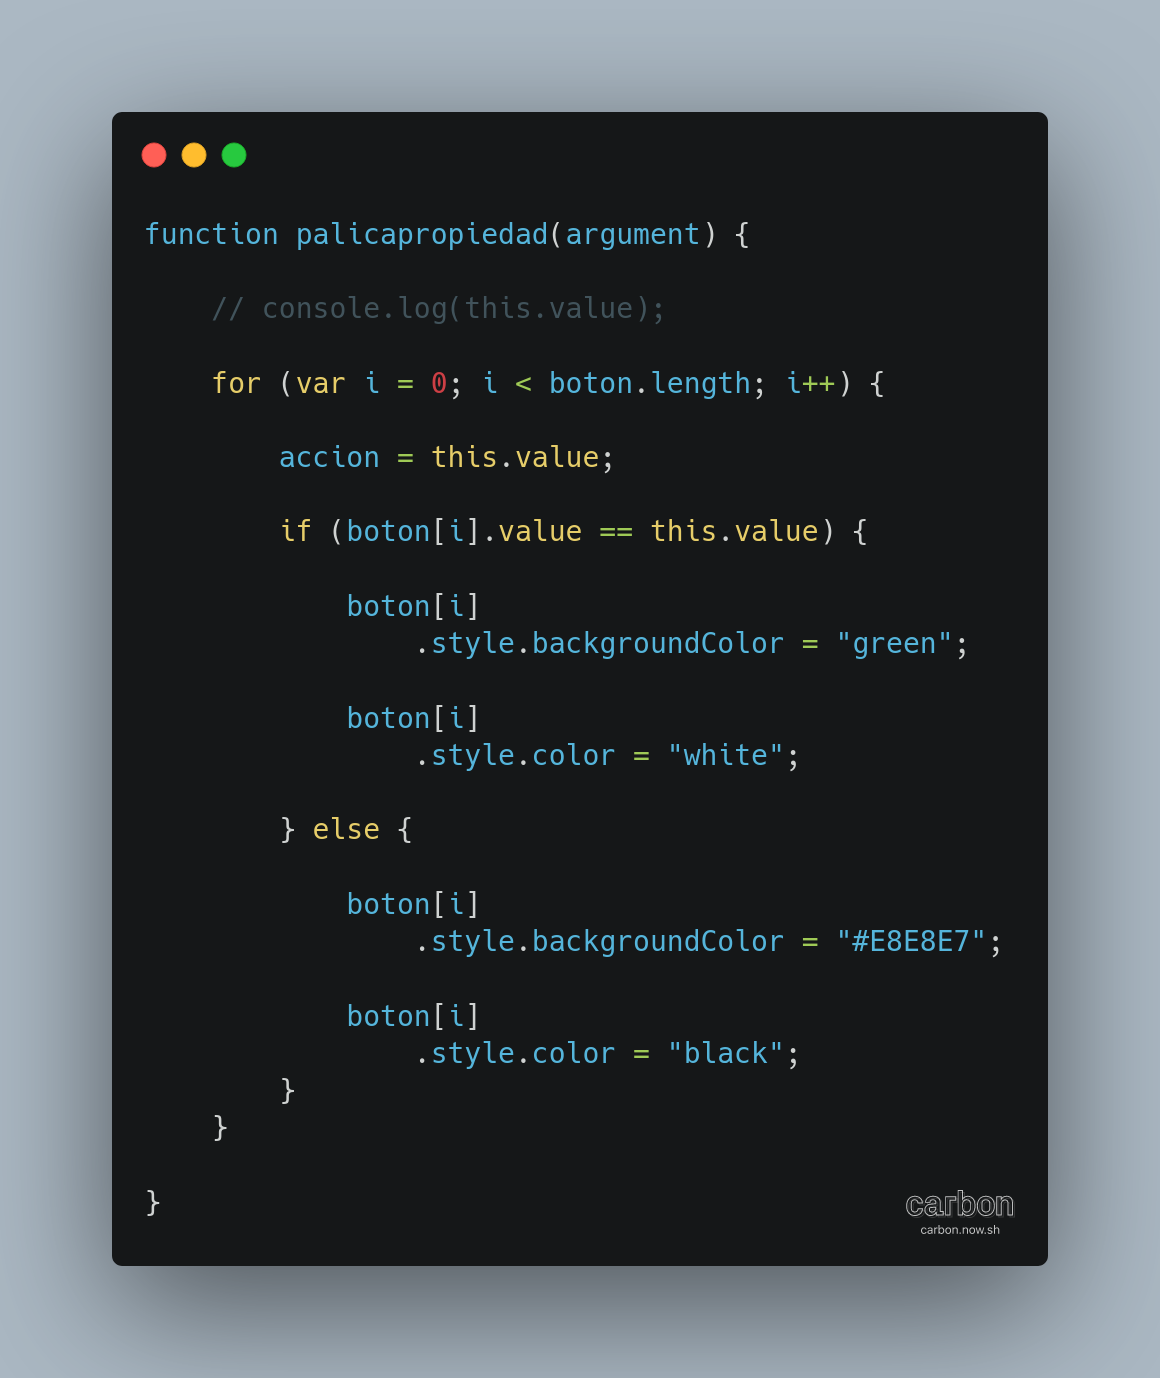 function palicapropiedad(argument) {
// console.log(this.value);
for (var i = 0; i < boton.length; i++) {
accion = this.value;
if (boton[i].value == this.value) {
boton[i]
.style.backgroundColor = "green";
boton[i]
.style.color = "white";
} else {
boton[i]
.style.backgroundColor = "#E8E8E7";
boton[i]
.style.color = "black";
}
}
}
carbon
carbon.now.sh